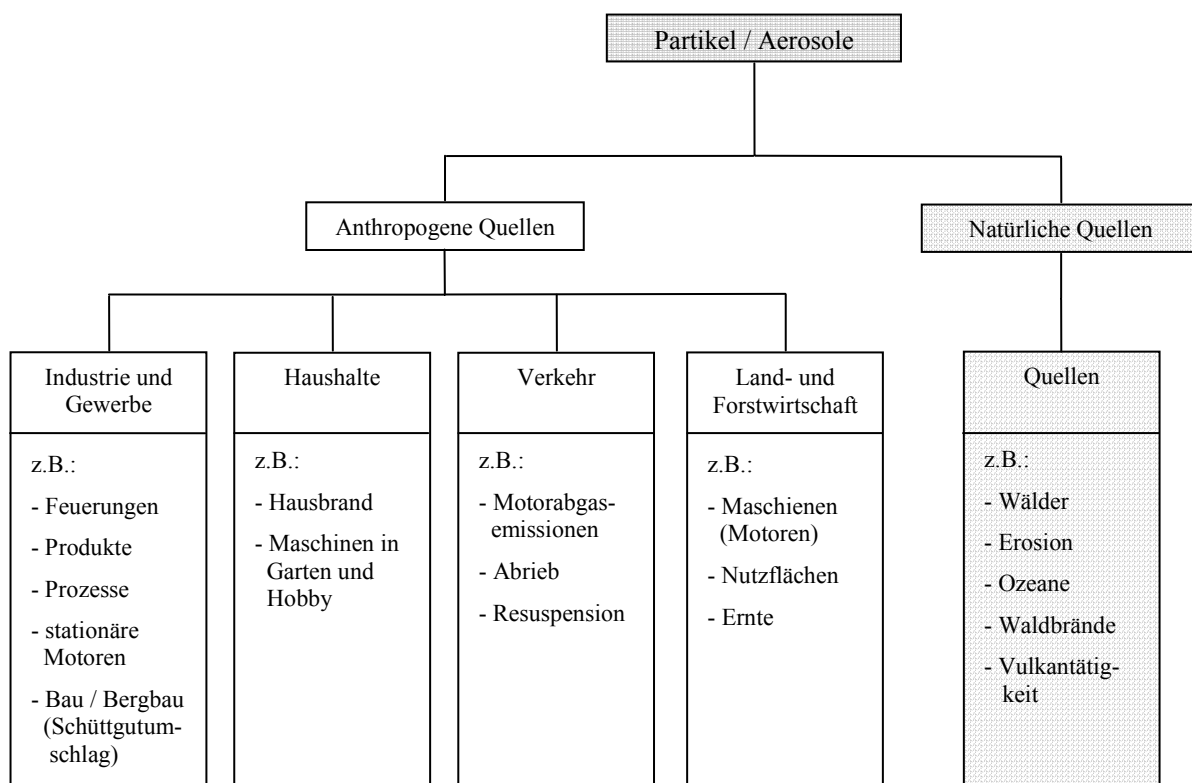 Partikel / Aerosole
Anthropogene Quellen
Natürliche Quellen
Industrie und
Gewerbe
z.B.:
- Feuerungen
- Produkte
- Prozesse
- stationäre
Motoren
- Bau / Bergbau
(Schüttgutum-
schlag)
Haushalte
z.B.:
- Hausbrand
- Maschinen in
Garten und
Hobby
Verkehr
z.B.:
- Motorabgas-
emissionen
- Abrieb
- Resuspension
Land- und
Forstwirtschaft
z.B.:
- Maschienen
(Motoren)
- Nutzflächen
- Ernte
Quellen
z.B.:
- Wälder
- Erosion
- Ozeane
- Waldbrände
- Vulkantätig-
keit